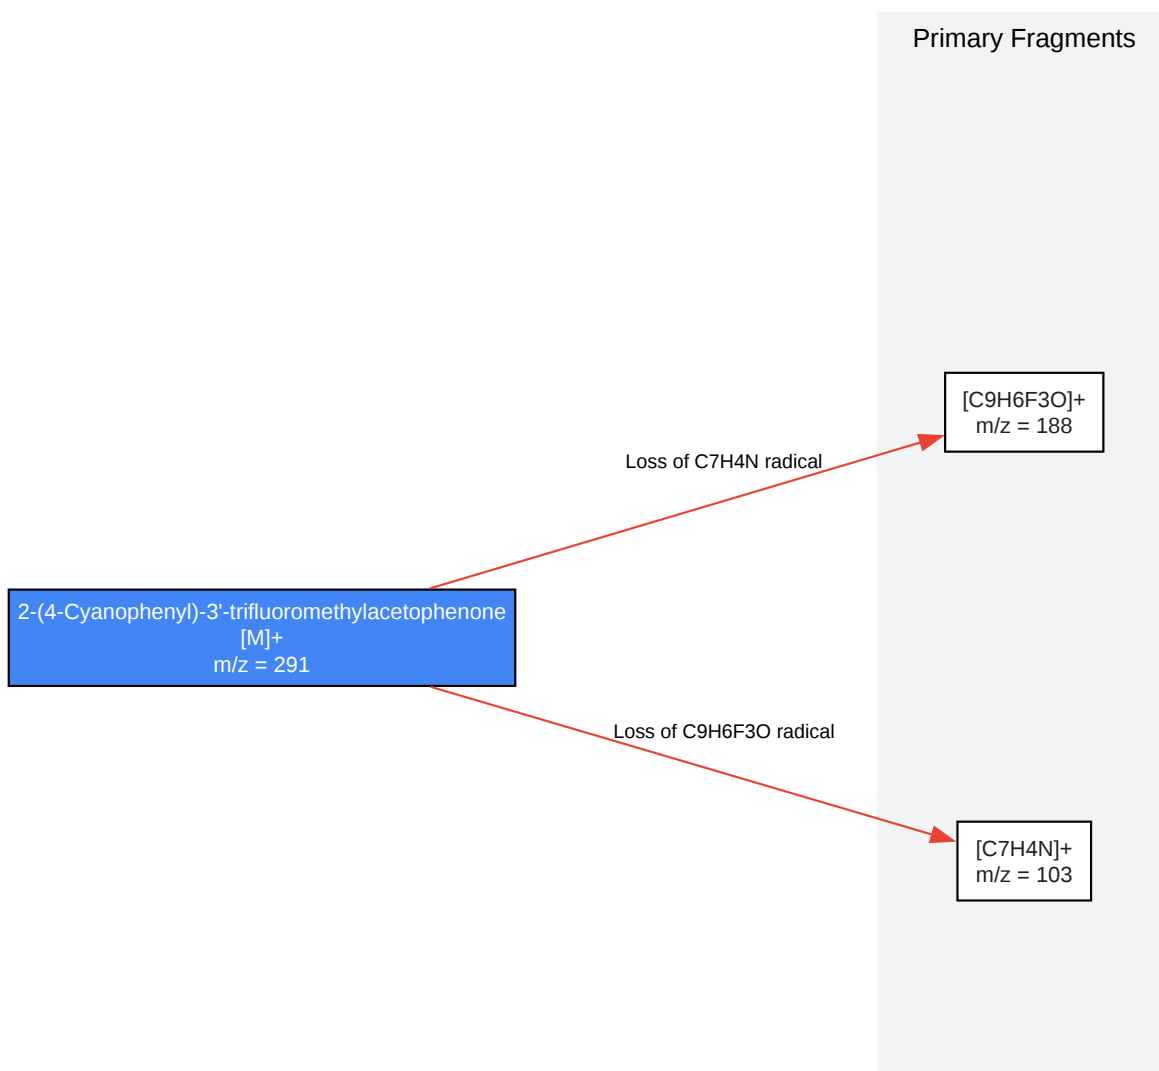 Primary Fragments
[C9H6F3O]+
m/z = 188
Loss of C7H4N radical
2-(4-Cyanophenyl)-3'-trifluoromethylacetophenone
[M]+
m/z = 291
Loss of C9H6F3O radical
[C7H4N]+
m/z = 103